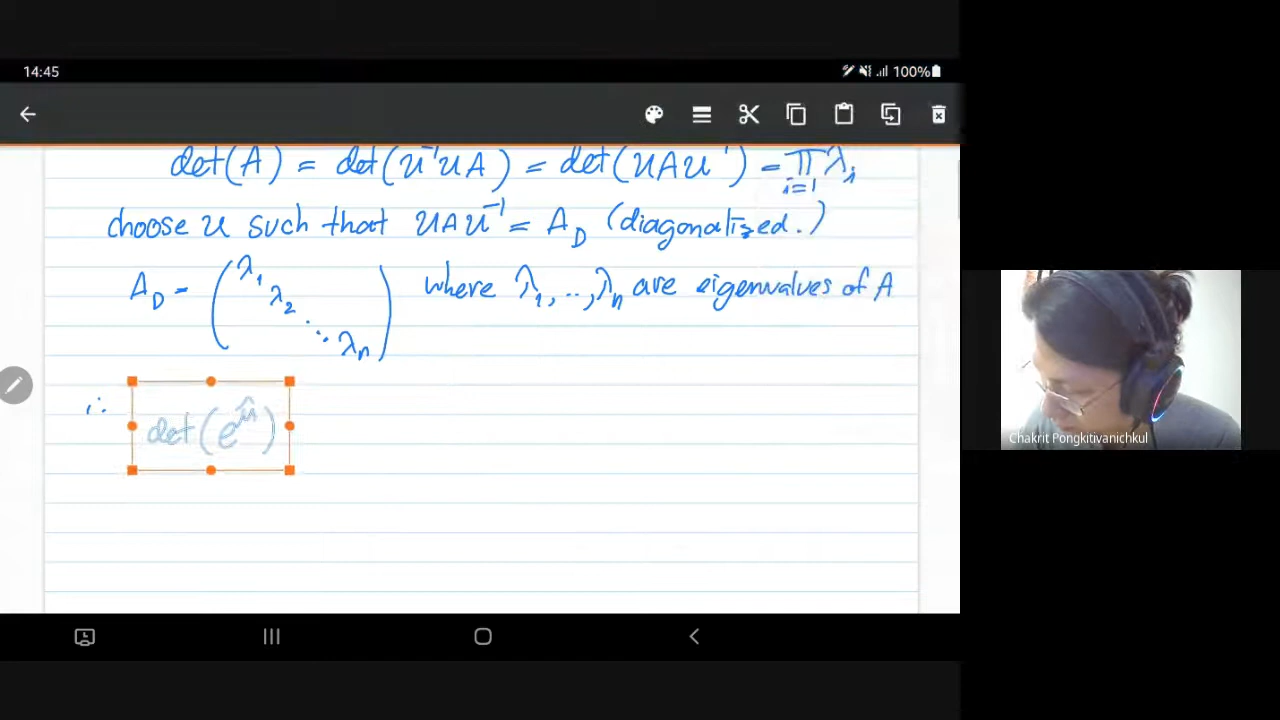 14:45
100%
det(A) = det(U⁻¹UA) = det(UAU⁻¹) = ∏ᵢ₌₁ λᵢ
choose U such that UAU⁻¹ = A_D (diagonalized.)
A_D = (λ₁ λ₂ ⋱ λₙ) where λ₁, .., λₙ are eigenvalues of A
∴ det(e^
Chakrit Pongkitivanichkul